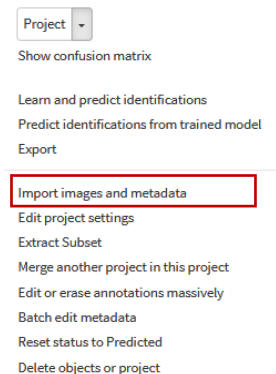 Project
Show confusion matrix
Learn and predict identifications
Predict identifications from trained model
Export
Import images and metadata
Edit project settings
Extract Subset
Merge another project in this project
Edit or erase annotations massively
Batch edit metadata
Reset status to Predicted
Delete objects or project